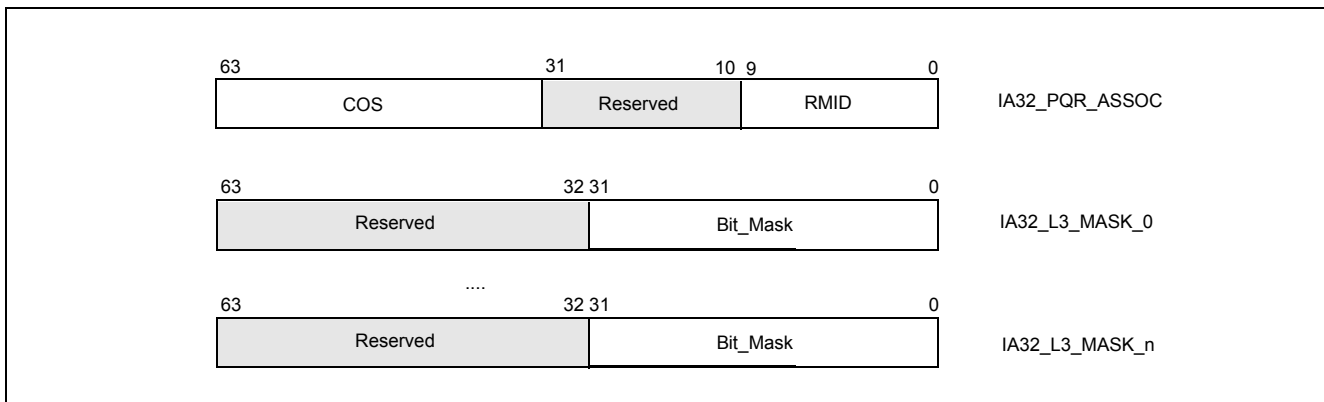 63 31 10 9 0
COS Reserved RMID IA32_PQR_ASSOC
63 32 31 0
Reserved Bit_Mask IA32_L3_MASK_0
....
63 32 31 0
Reserved Bit_Mask IA32_L3_MASK_n